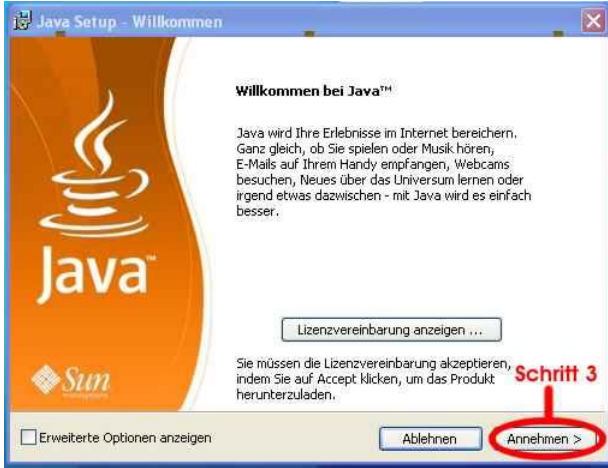 Java Setup - Willkommen
Willkommen bei Java™
Java wird Ihre Erlebnisse im Internet bereichern.
Ganz gleich, ob Sie spielen oder Musik hören,
E-Mails auf Ihrem Handy empfangen, Webcams
besuchen, Neues über das Universum lernen oder
irgend etwas dazwischen - mit Java wird es einfach
besser.
Java™
Lizenzvereinbarung anzeigen ...
Sie müssen die Lizenzvereinbarung akzeptieren,
indem Sie auf Accept klicken, um das Produkt
herunterzuladen.
Schritt 3
Sun
Erweiterte Optionen anzeigen
Ablehnen
Annehmen >